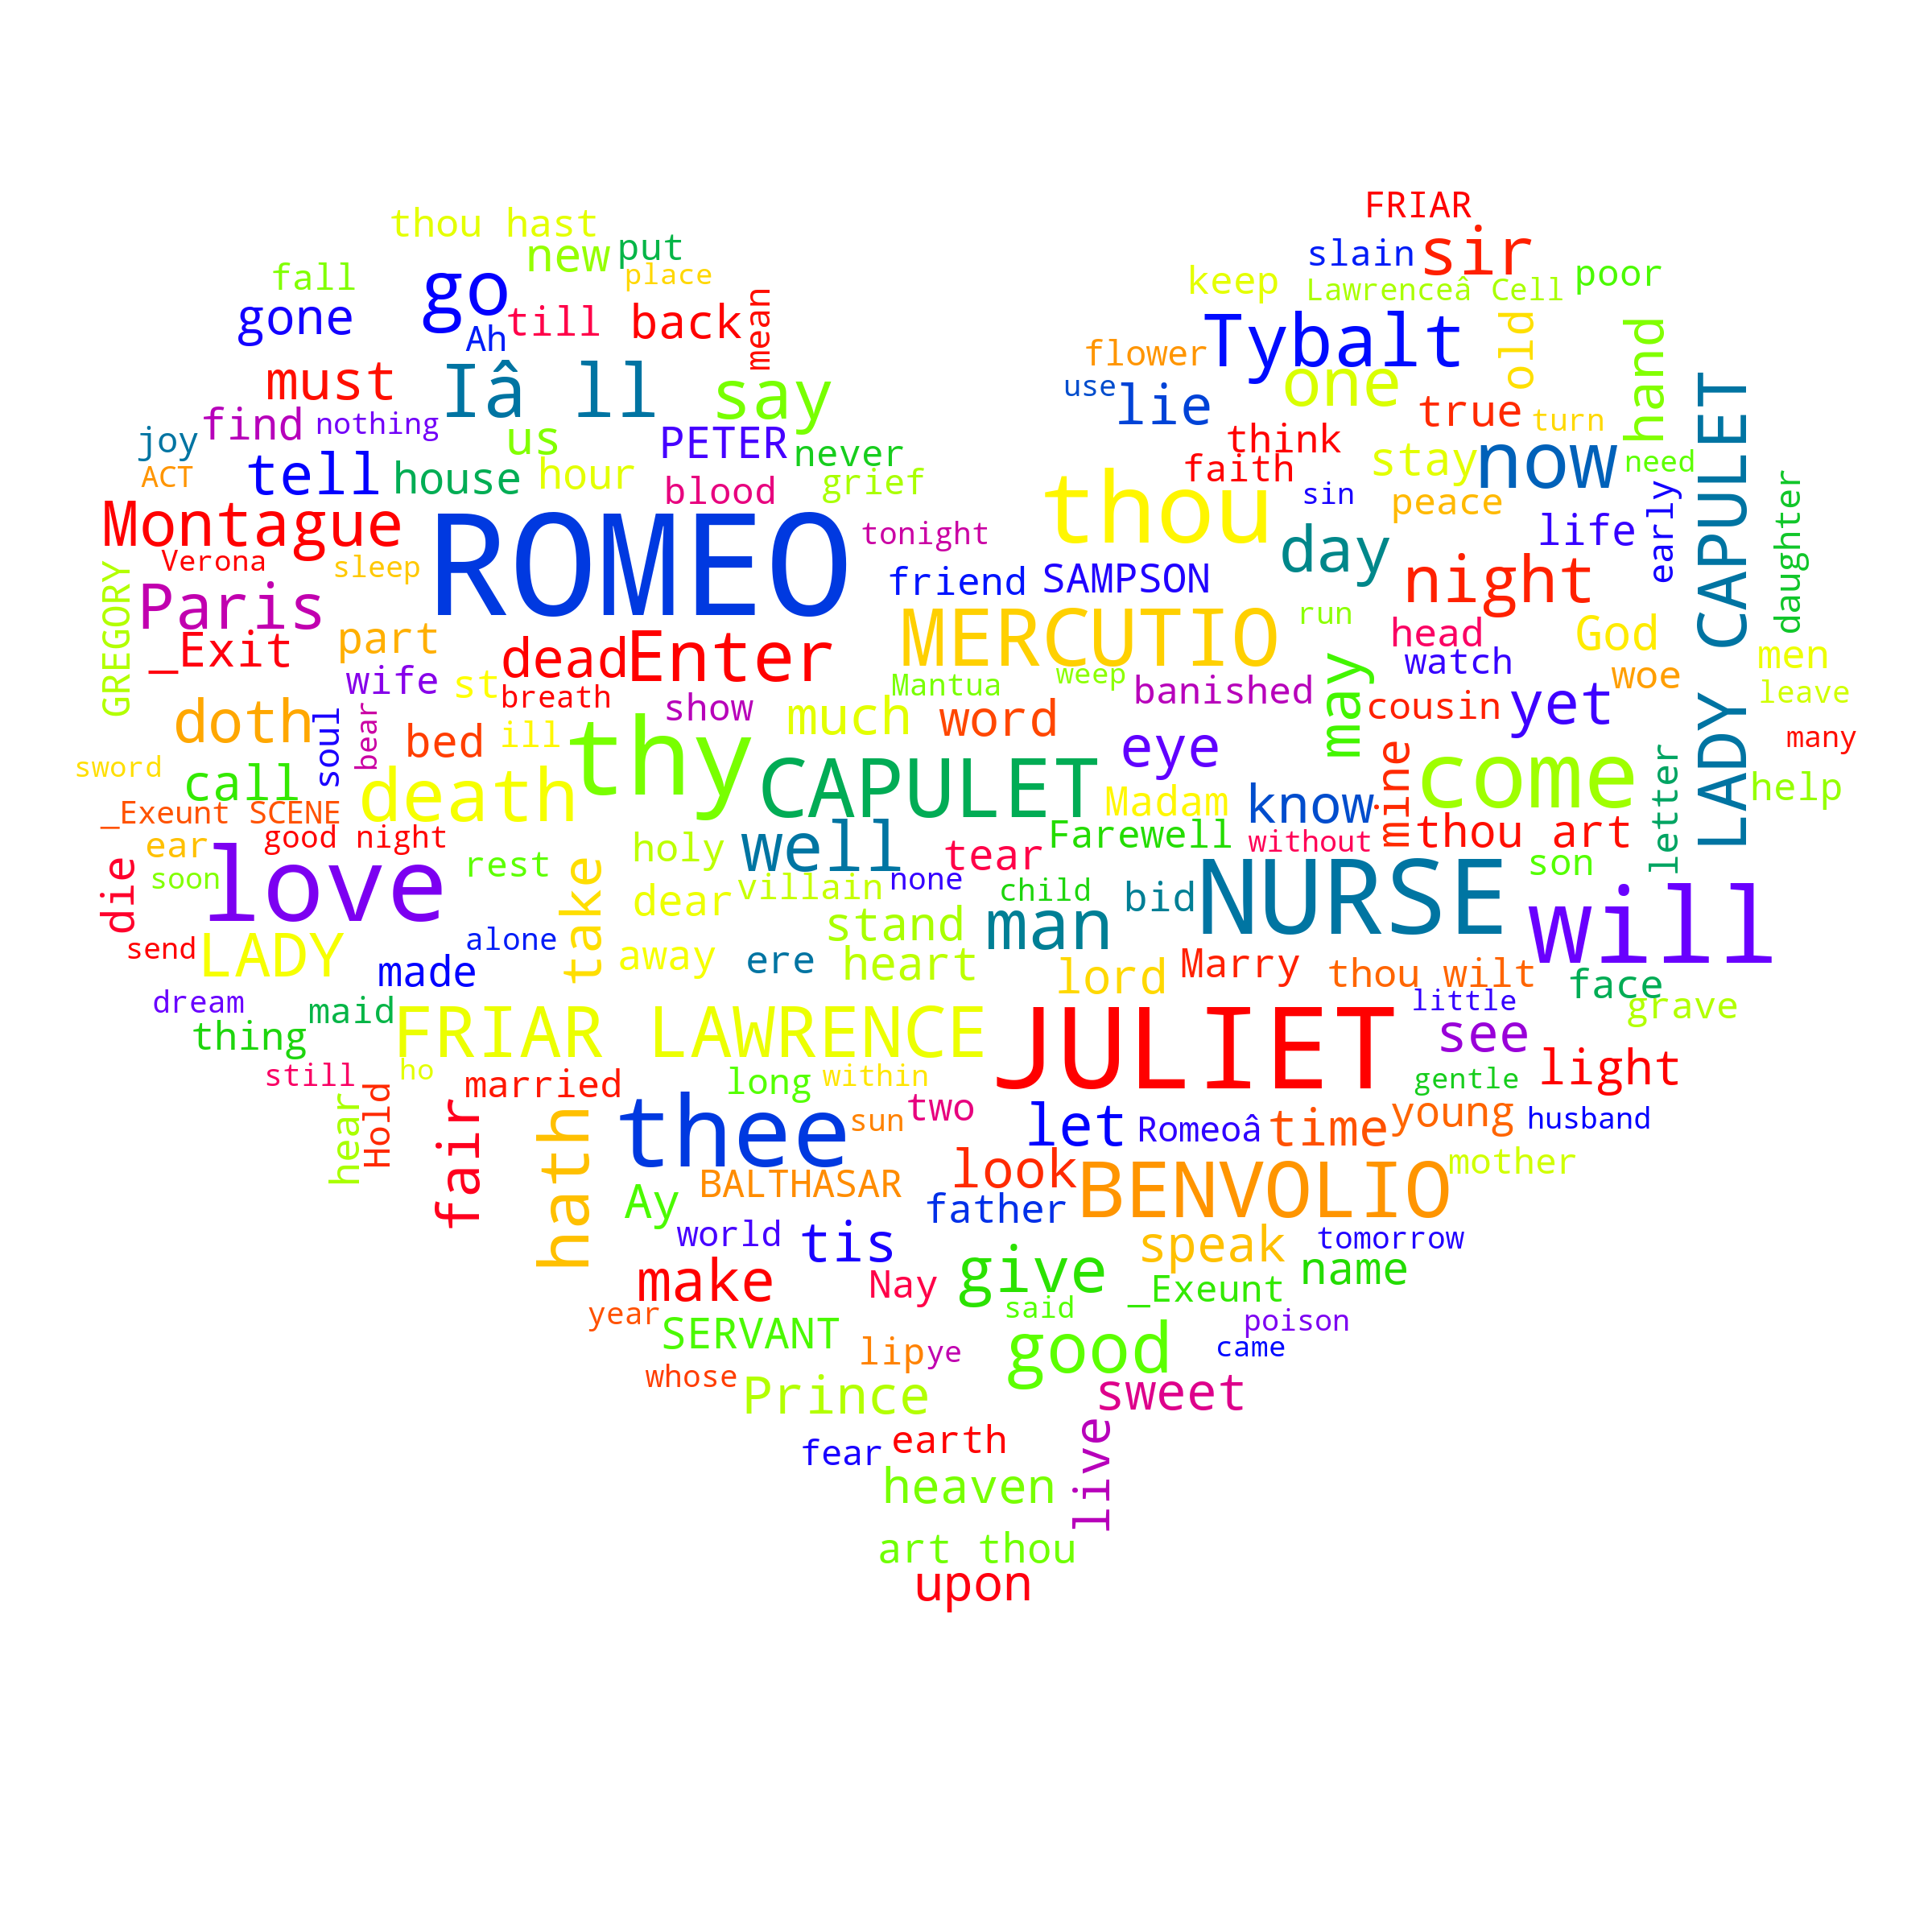 FRIAR
thou hast
slain sir
new put
fall go place
keep Lawrenceâ Cell poor
gone Ah till back mean
Tybalt old hand
flower
must Iâ ll say
use lie one true turn
LADY CAPULET
find nothing us PETER never
think
joy
faith stay now need
ACT tell house hour blood grief
thou sin peace early daughter
Montague ROMEO tonight
day life
Verona sleep
friend SAMPSON night
GREGORY Paris
MERCUTIO run head God
_Exit part dead Enter
may watch men
wife st breath show Mantua weep banished
cousin yet woe leave
doth soul bear bed ill thy much word
eye mine come letter many
sword call death CAPULET Madam know help
_Exeunt SCENE
ear good night holy well tear Farewell without thou art
die soon love rest take
dear villain none child bid NURSE son will
send LADY alone stand man
made away ere heart lord Marry thou wilt face
dream maid FRIAR LAWRENCE JULIET little grave
thing see
still ho married long within gentle light
hear Hold fair hath thee sun two let Romeoâ time young husband
Ay BALTHASAR look BENVOLIO mother
father
world tis speak tomorrow
make Nay give _Exeunt name
year said poison
SERVANT lip ye good came
whose Prince sweet
fear earth live
heaven
art thou
upon